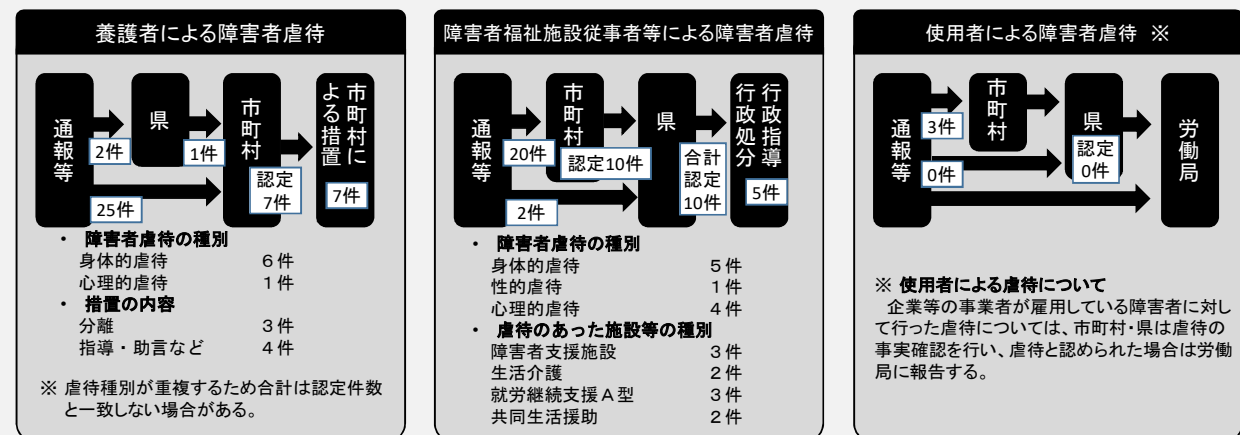 養護者による障害者虐待
通報等
2件
県
1件
市町村
認定
7件
市町村に
よる措置
7件
25件
・ 障害者虐待の種別
身体的虐待 6件
心理的虐待 1件
・ 措置の内容
分離 3件
指導・助言など 4件
※ 虐待種別が重複するため合計は認定件数
と一致しない場合がある。
障害者福祉施設従事者等による障害者虐待
通報等
20件
市町村
認定10件
県
合計
認定
10件
行政指導
行政処分
5件
2件
・ 障害者虐待の種別
身体的虐待 5件
性的虐待 1件
心理的虐待 4件
・ 虐待のあった施設等の種別
障害者支援施設 3件
生活介護 2件
就労継続支援A型 3件
共同生活援助 2件
使用者による障害者虐待 ※
通報等
3件
市町村
0件
県
認定
0件
労働局
※ 使用者による虐待について
企業等の事業者が雇用している障害者に対し
て行った虐待については、市町村・県は虐待の
事実確認を行い、虐待と認められた場合は労働
局に報告する。